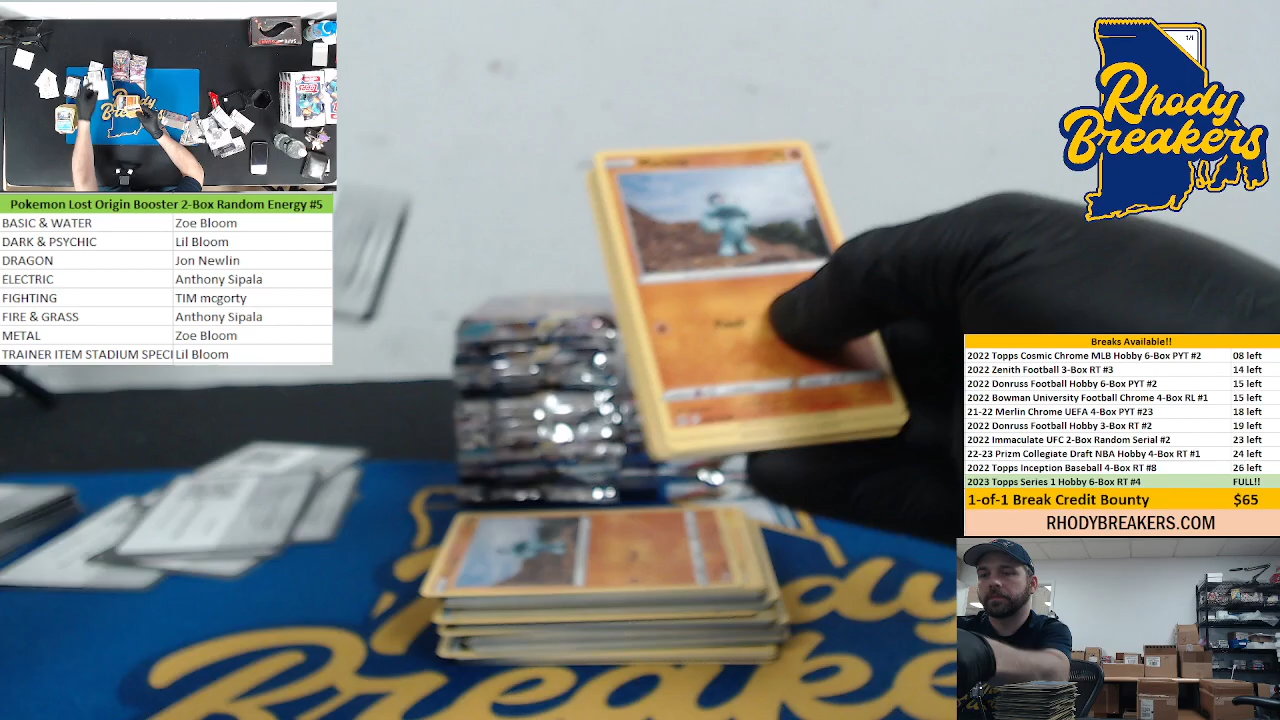 Pokemon Lost Origin Booster 2-Box Random Energy #5
BASIC & WATER Zoe Bloom
DARK & PSYCHIC Lil Bloom
DRAGON Jon Newlin
ELECTRIC Anthony Sipala
FIGHTING TIM mcgorty
FIRE & GRASS Anthony Sipala
METAL Zoe Bloom
TRAINER ITEM STADIUM SPECI Lil Bloom
1/1
Rhody
Breakers
Breaks Available!!
2022 Topps Cosmic Chrome MLB Hobby 6-Box PYT #2 08 left
2022 Zenith Football 3-Box RT #3 14 left
2022 Donruss Football Hobby 6-Box PYT #2 15 left
2022 Bowman University Football Chrome 4-Box RL #1 15 left
21-22 Merlin Chrome UEFA 4-Box PYT #23 18 left
2022 Donruss Football Hobby 3-Box RT #2 19 left
2022 Immaculate UFC 2-Box Random Serial #2 23 left
22-23 Prizm Collegiate Draft NBA Hobby 4-Box RT #1 24 left
2022 Topps Inception Baseball 4-Box RT #8 26 left
2023 Topps Series 1 Hobby 6-Box RT #4 FULL!!
1-of-1 Break Credit Bounty $65
RHODYBREAKERS.COM